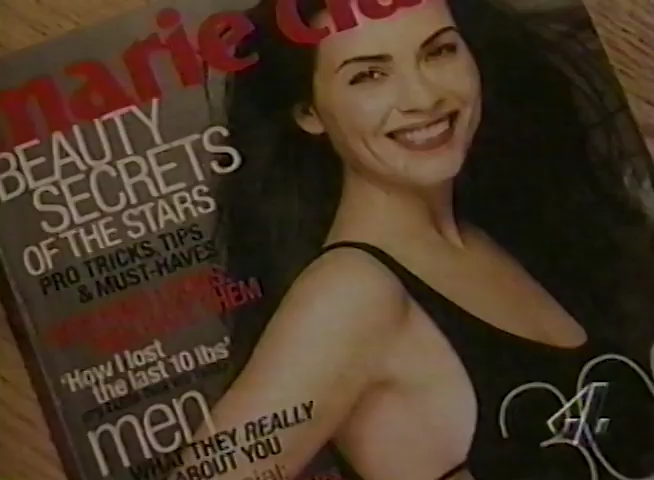 marie Cla
BEAUTY
SECRETS
OF THE STARS
PRO TRICKS, TIPS
& MUST-HAVES
'How I lost
the last 10 lbs'
men
WHAT THEY REALLY
ABOUT YOU
4